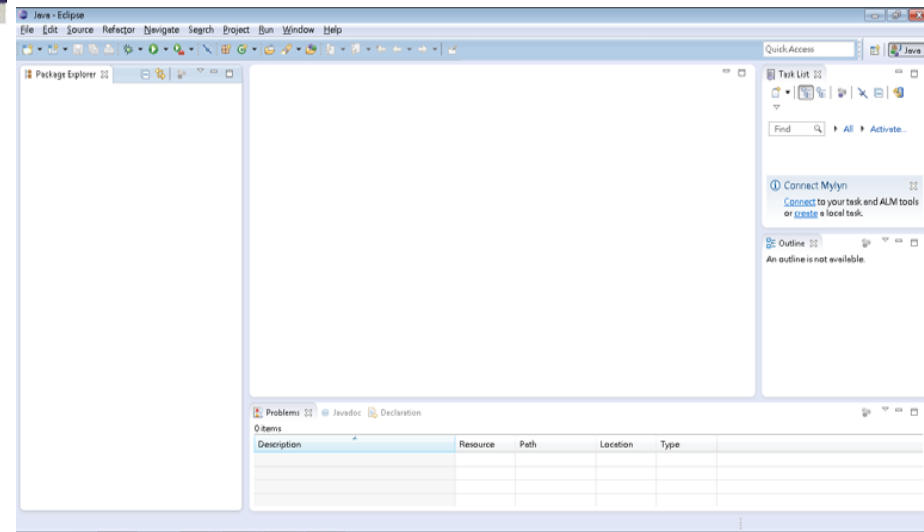 Java - Eclipse
File Edit Source Refactor Navigate Search Project Run Window Help
Quick Access
Java
Package Explorer
Task List
Find All Activate...
Connect Mylyn
Connect to your task and ALM tools
or create a local task.
Outline
An outline is not available.
Problems Javadoc Declaration
0 items
Description Resource Path Location Type